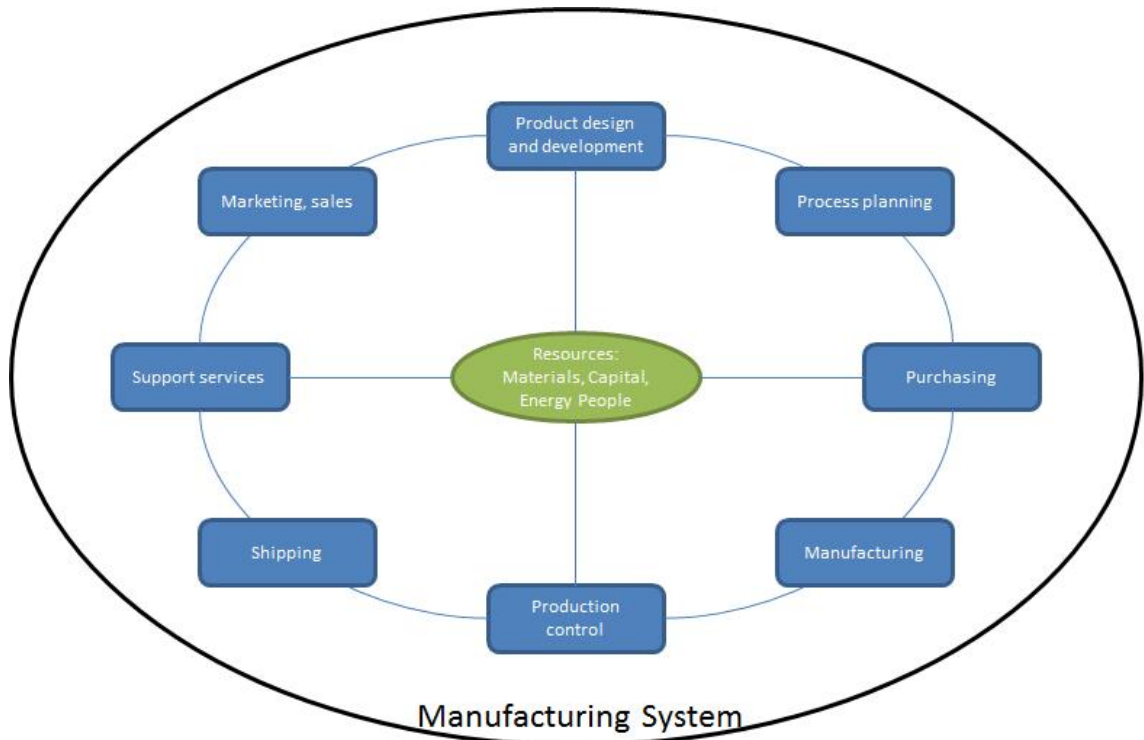 Product design
and development
Marketing, sales
Process planning
Resources:
Materials, Capital,
Energy People
Support services
Purchasing
Shipping
Manufacturing
Production
control
Manufacturing System